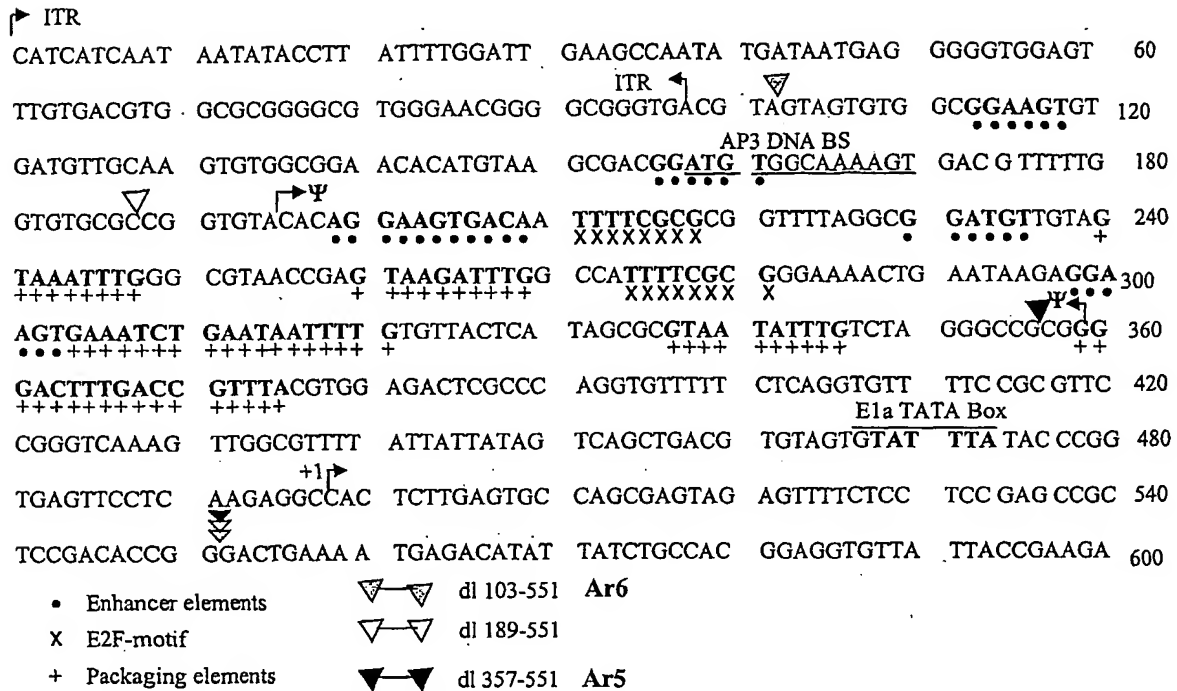 ITR
CATCATCAAT AATATACCTT ATTTTGGATT GAAGCCAATA TGATAATGAG GGGGTGGAGT 60
ITR
TTGTGACGTG GCGCGGGGCG TGGGAACGGG GCGGGTGACG TAGTAGTGTG GCGGAAGTGT 120
AP3 DNA BS
GATGTTGCAA GTGTGGCGGA ACACATGTAA GCGACGGATG TGGCAAAAGT GAC G TTTTTG 180
Ψ
GTGTGCGCCG GTGTACACAG GAAGTGACAA TTTTCGCGCG GTTTTAGGCG GATGTTGTAG 240
XXXXXXXX +
TAAATTTGGG CGTAACCGAG TAAGATTTGG CCATTTTCGC GGGAAAACTG AATAAGAGGA 300
++++++++ + +++++++++ XXXXXXX X
Ψ
AGTGAAATCT GAATAATTTT GTGTTACTCA TAGCGCGTAA TATTTGTCTA GGGCCGCGGG 360
+++++++ ++++++++++ + ++++ ++++++ ++
GACTTTGACC GTTTACGTGG AGACTCGCCC AGGTGTTTTT CTCAGGTGTT TTC CGC GTTC 420
++++++++++ +++++
E1a TATA Box
CGGGTCAAAG TTGGCGTTTT ATTATTATAG TCAGCTGACG TGTAGTGTAT TTA TAC CCGG 480
+1
TGAGTTCCTC AAGAGGCCAC TCTTGAGTGC CAGCGAGTAG AGTTTTCTCC TCC GAG CCGC 540
TCCGACACCG GGACTGAAAA TGAGACATAT TATCTGCCAC GGAGGTGTTA TTACCGAAGA 600
• Enhancer elements dl 103-551 Ar6
X E2F-motif dl 189-551
+ Packaging elements dl 357-551 Ar5